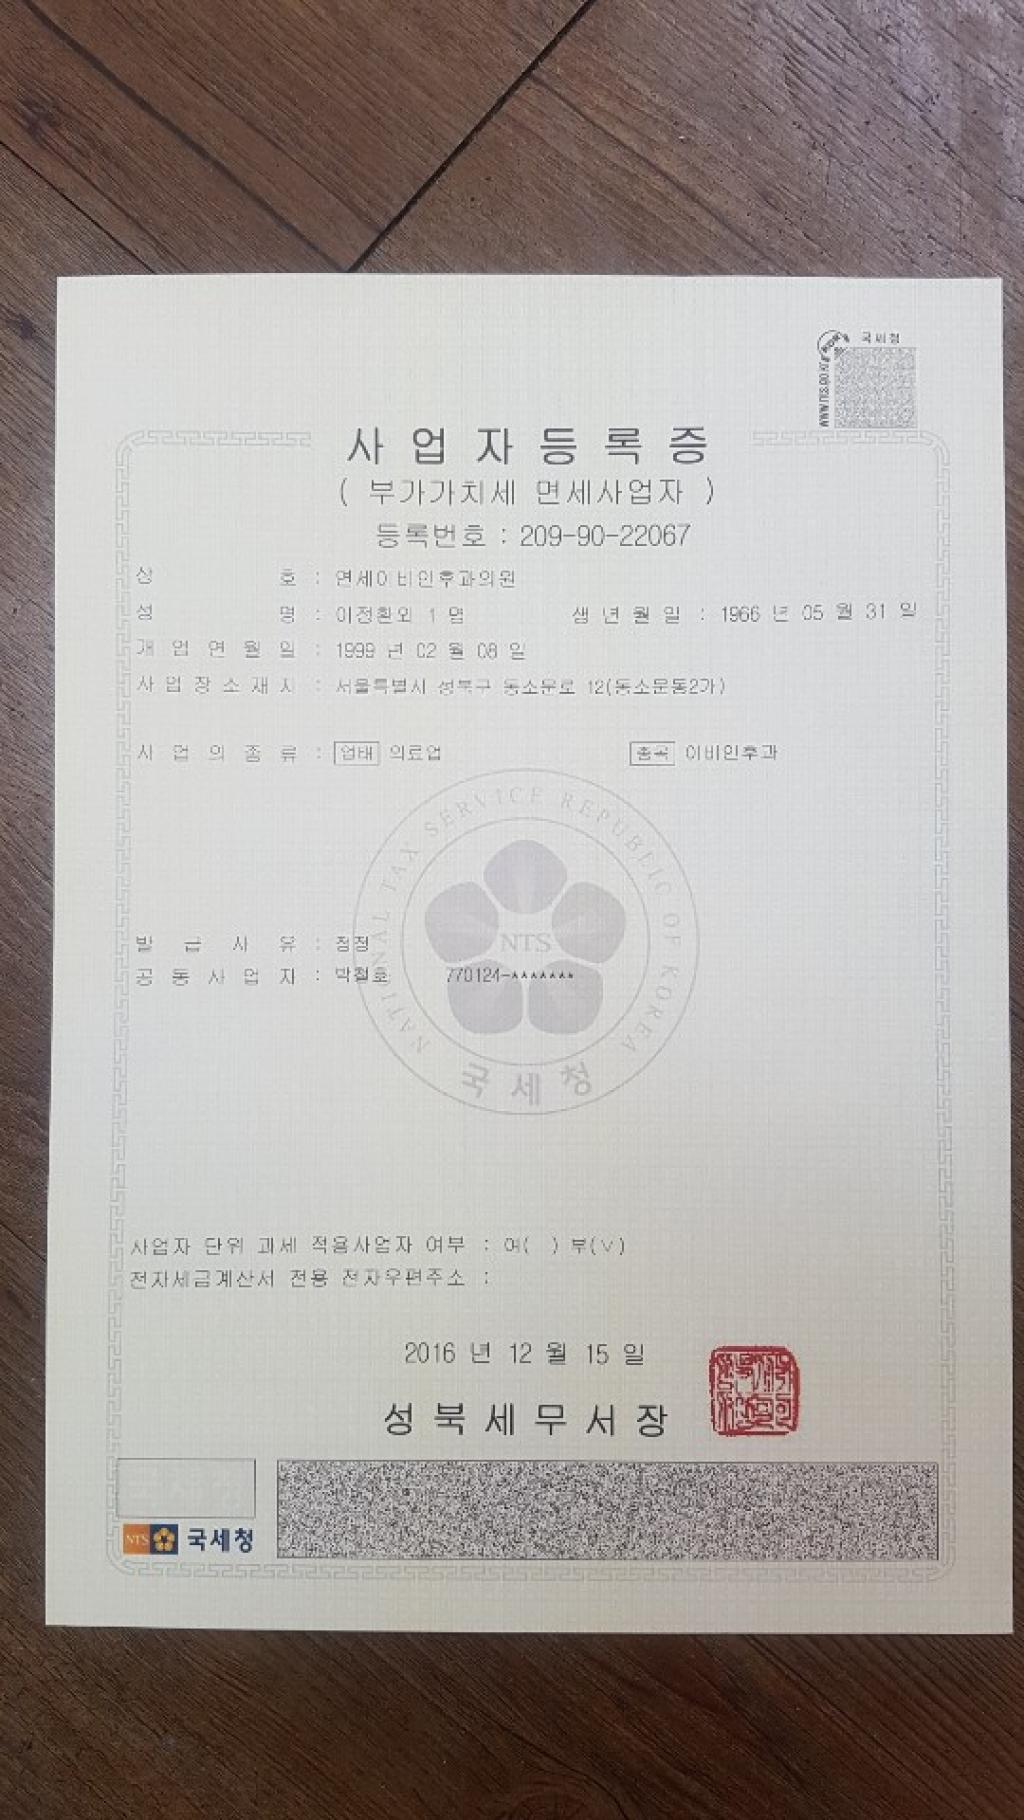 국세청
사업자등록증
( 부가가치세 면세사업자 )
등록번호 : 209-90-22067
상 호 : 연세이비인후과의원
성 명 : 이정환외 1 명 생년월일 : 1966 년 05 월 31 일
개업연월일 : 1999 년 02 월 08 일
사업장소재지 : 서울특별시 성북구 동소문로 12(동소문동2가)
사업의종류 : 업태 의료업 종목 이비인후과
NATIONAL TAX SERVICE REPUBLIC OF KOREA
NTS
발급사유 : 정정
공동사업자 : 박철호 770124-*******
국세청
사업자 단위 과세 적용사업자 여부 : 여( ) 부(∨)
전자세금계산서 전용 전자우편주소 :
2016 년 12 월 15 일
성북세무서장
NTS 국세청